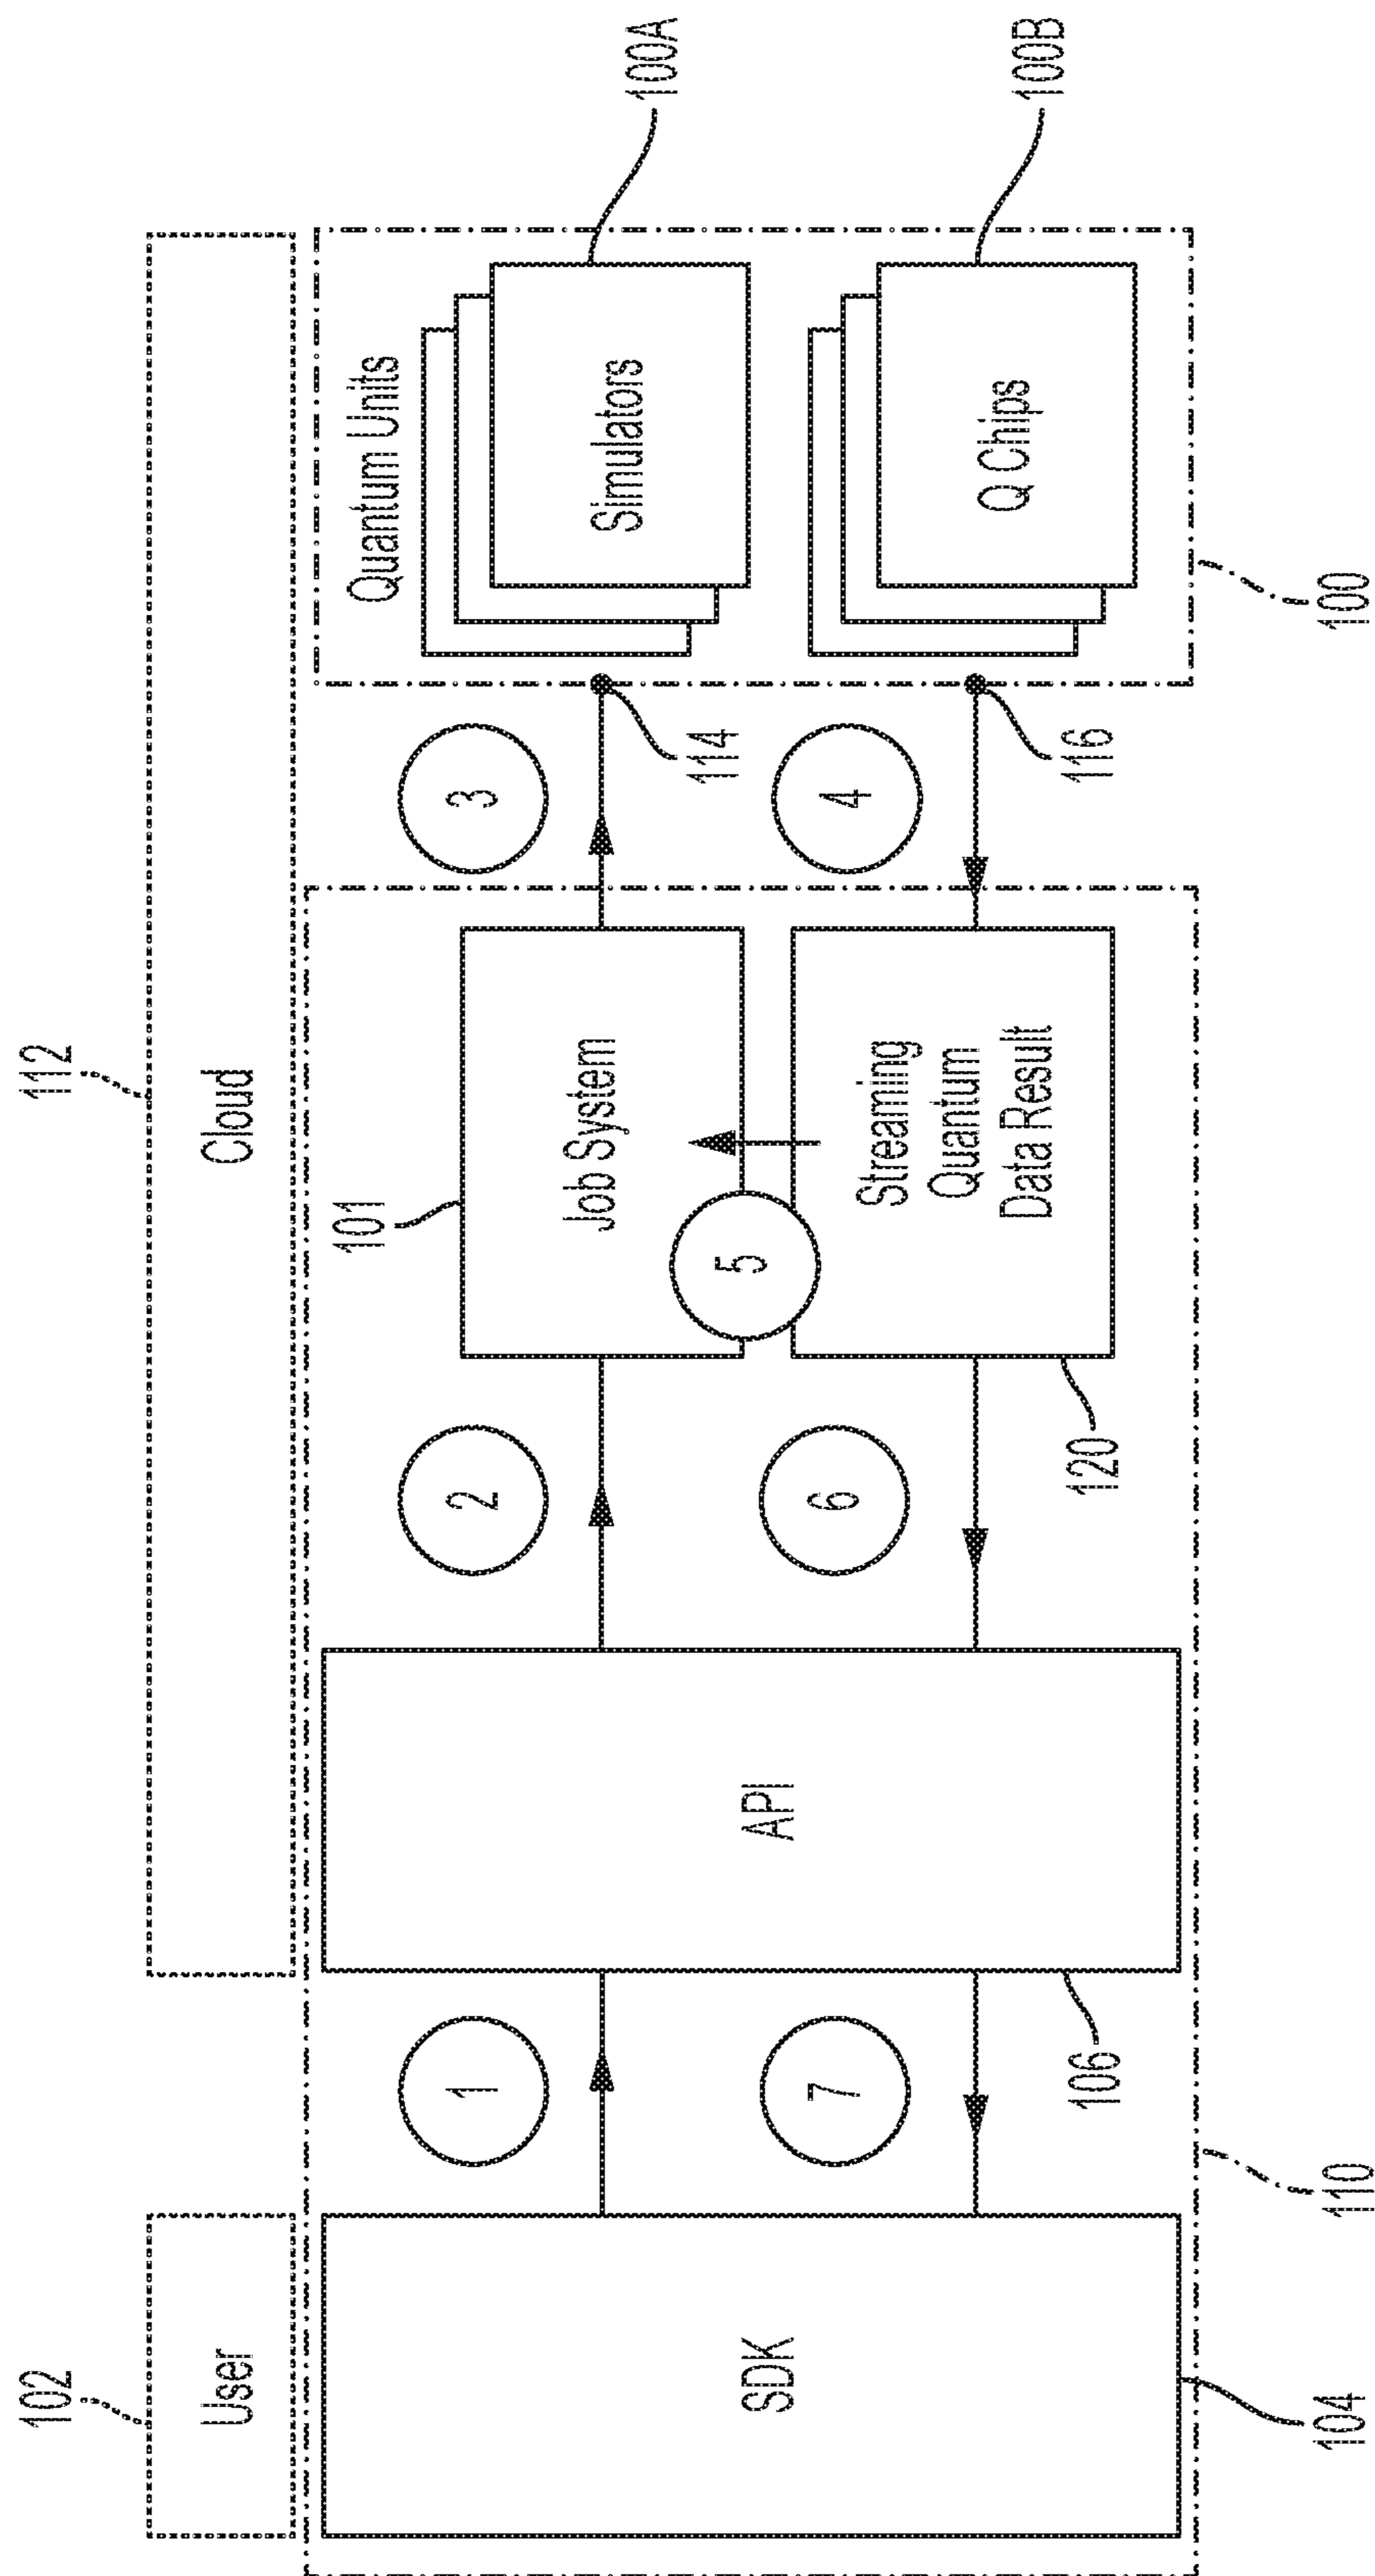 102
112
User
Cloud
Quantum Units
100A
1
2
3
101
Job System
114
Simulators
SDK
API
5
Streaming
Quantum
Data Result
7
6
4
116
Q Chips
100B
106
120
104
110
100